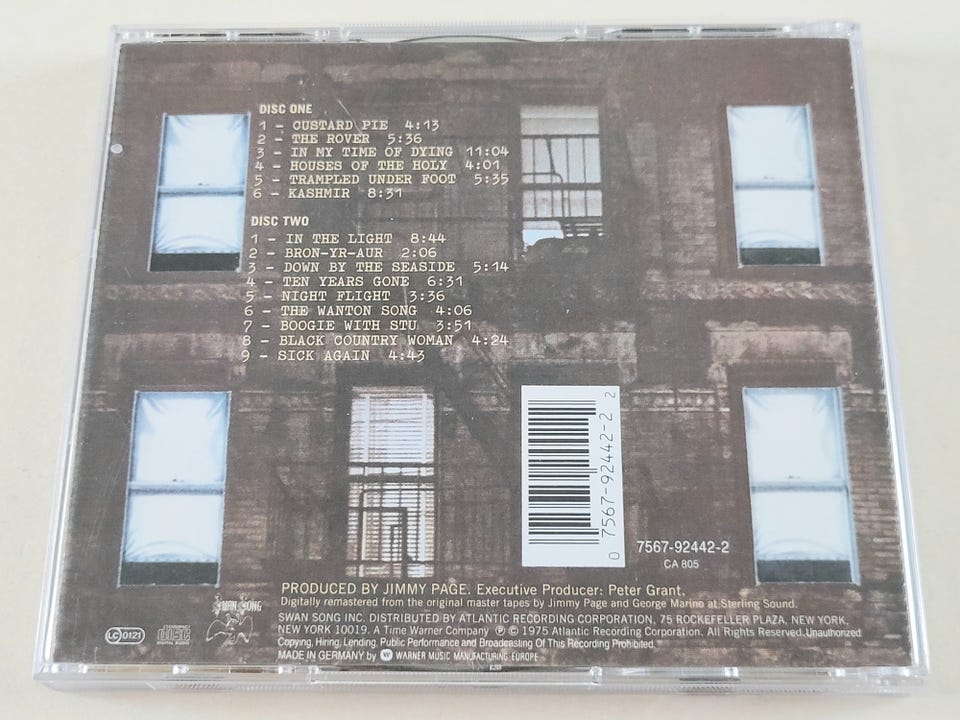 DISC ONE
1 - CUSTARD PIE 4:13
2 - THE ROVER 5:36
3 - IN MY TIME OF DYING 11:04
4 - HOUSES OF THE HOLY 4:01
5 - TRAMPLED UNDER FOOT 5:35
6 - KASHMIR 8:31
DISC TWO
1 - IN THE LIGHT 8:44
2 - BRON-YR-AUR 2:06
3 - DOWN BY THE SEASIDE 5:14
4 - TEN YEARS GONE 6:31
5 - NIGHT FLIGHT 3:36
6 - THE WANTON SONG 4:06
7 - BOOGIE WITH STU 3:51
8 - BLACK COUNTRY WOMAN 4:24
9 - SICK AGAIN 4:43
0 7567-92442-2 2
7567-92442-2
CA 805
PRODUCED BY JIMMY PAGE. Executive Producer: Peter Grant.
Digitally remastered from the original master tapes by Jimmy Page and George Marino at Sterling Sound.
SWAN SONG
SWAN SONG INC. DISTRIBUTED BY ATLANTIC RECORDING CORPORATION, 75 ROCKEFELLER PLAZA, NEW YORK,
NEW YORK 10019. A Time Warner Company ℗ © 1975 Atlantic Recording Corporation. All Rights Reserved. Unauthorized
Copying, Hiring, Lending, Public Performance and Broadcasting Of This Recording Prohibited.
MADE IN GERMANY by W WARNER MUSIC MANUFACTURING EUROPE
LC 0121
COMPACT
disc
DIGITAL AUDIO